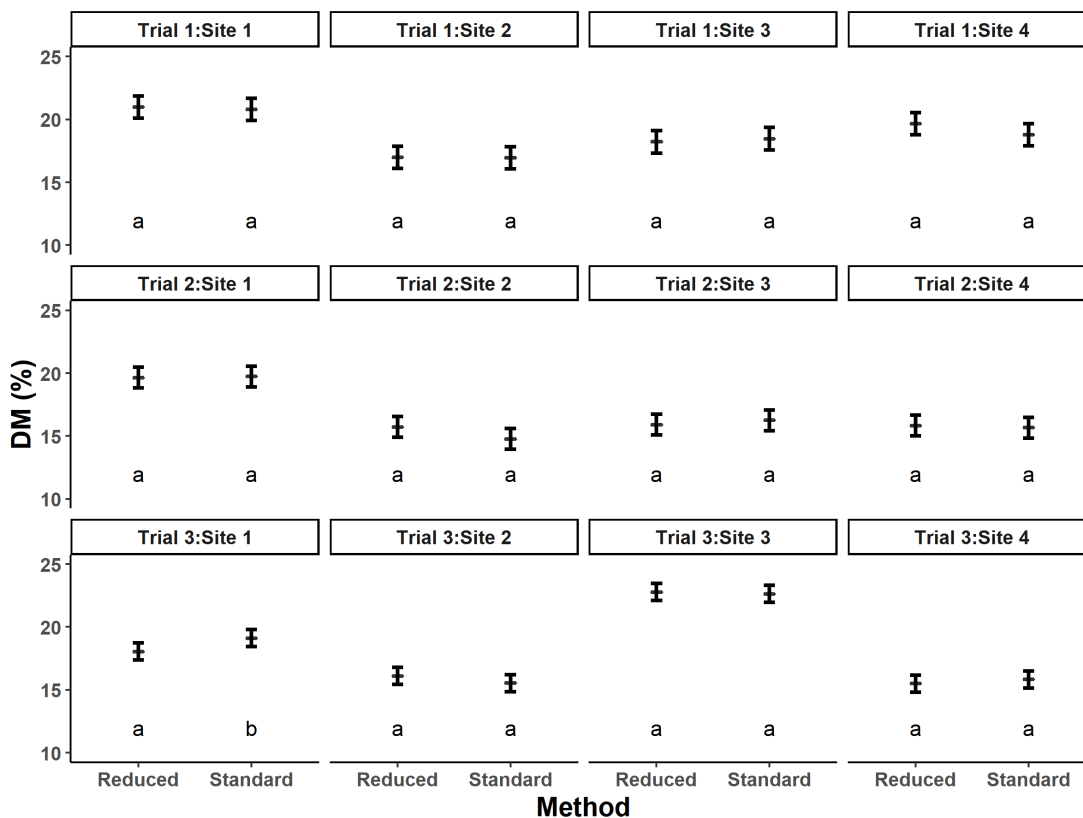 Trial 1:Site 1 Trial 1:Site 2 Trial 1:Site 3 Trial 1:Site 4
25
20
15
a a a a a a a a
10
Trial 2:Site 1 Trial 2:Site 2 Trial 2:Site 3 Trial 2:Site 4
25
20
15
a a a a a a a a
10
DM (%)
Trial 3:Site 1 Trial 3:Site 2 Trial 3:Site 3 Trial 3:Site 4
25
20
15
a b a a a a a a
10
Reduced Standard Reduced Standard Reduced Standard Reduced Standard
Method